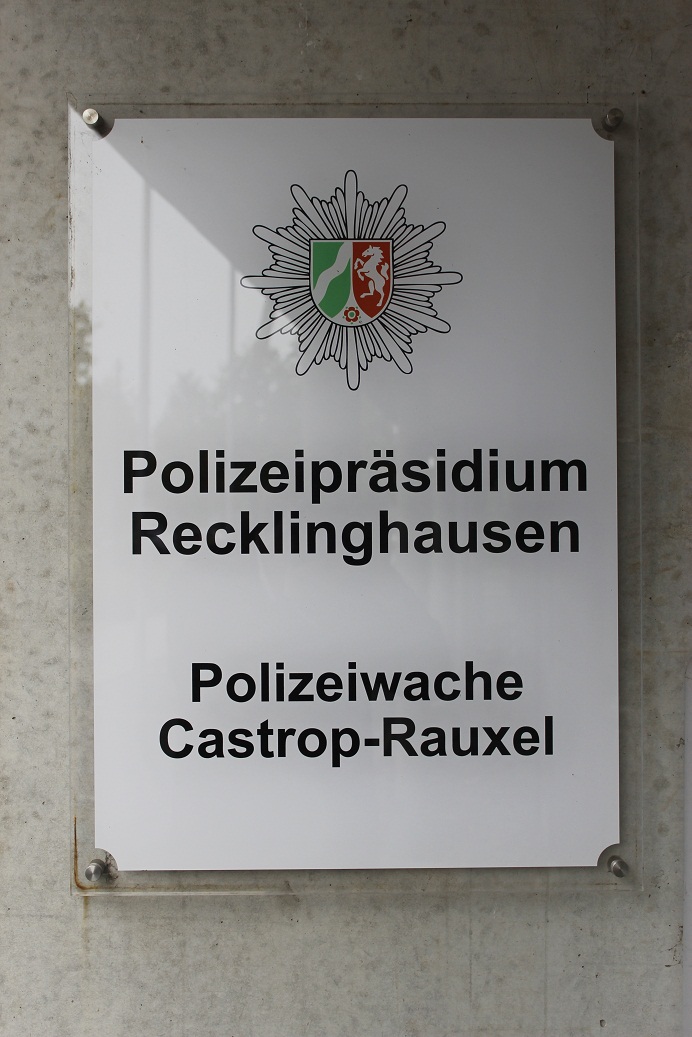 Polizeipräsidium
Recklinghausen
Polizeiwache
Castrop-Rauxel